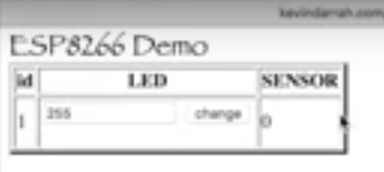 kevindarrah.com
ESP8266 Demo
id LED SENSOR
1 255 change 0